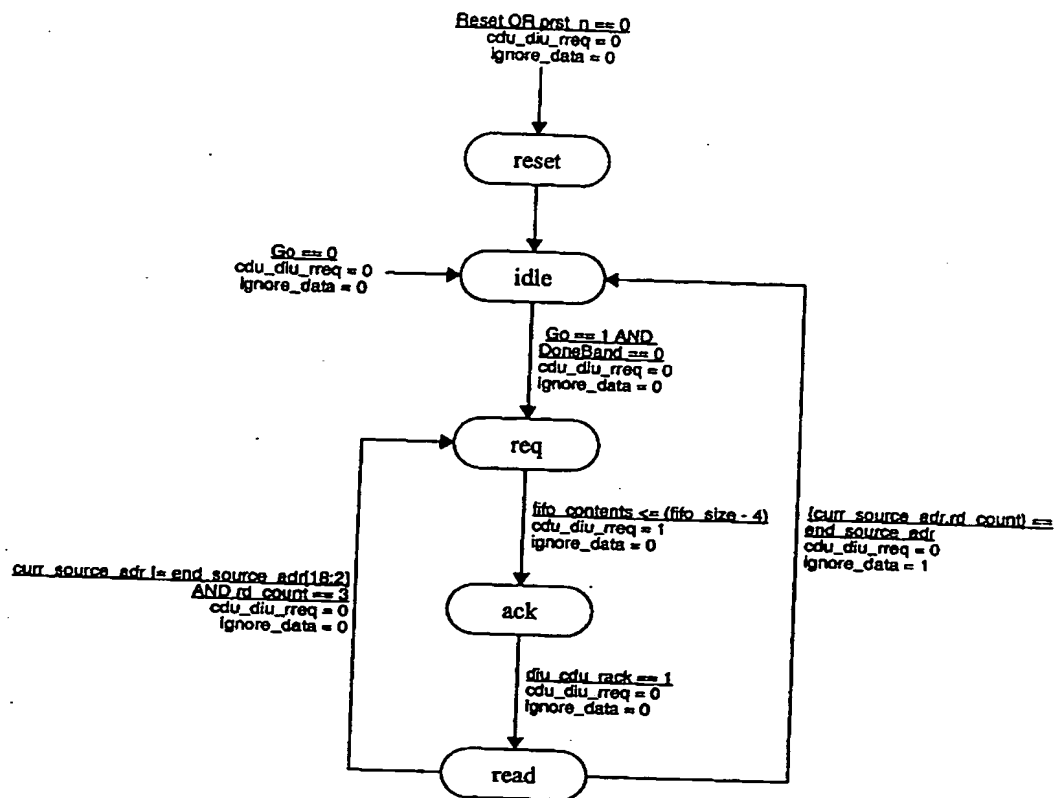 Reset OR prst_n == 0
cdu_diu_rreq = 0
ignore_data = 0
reset
Go == 0
cdu_diu_rreq = 0
ignore_data = 0
idle
Go == 1 AND
DoneBand == 0
cdu_diu_rreq = 0
ignore_data = 0
req
fifo_contents <= (fifo_size - 4)
cdu_diu_rreq = 1
ignore_data = 0
{curr_source_adr,rd_count} ==
end_source_adr
cdu_diu_rreq = 0
ignore_data = 1
curr_source_adr != end_source_adr[18:2]
AND rd_count == 3
cdu_diu_rreq = 0
ignore_data = 0
ack
diu_cdu_rack == 1
cdu_diu_rreq = 0
ignore_data = 0
read